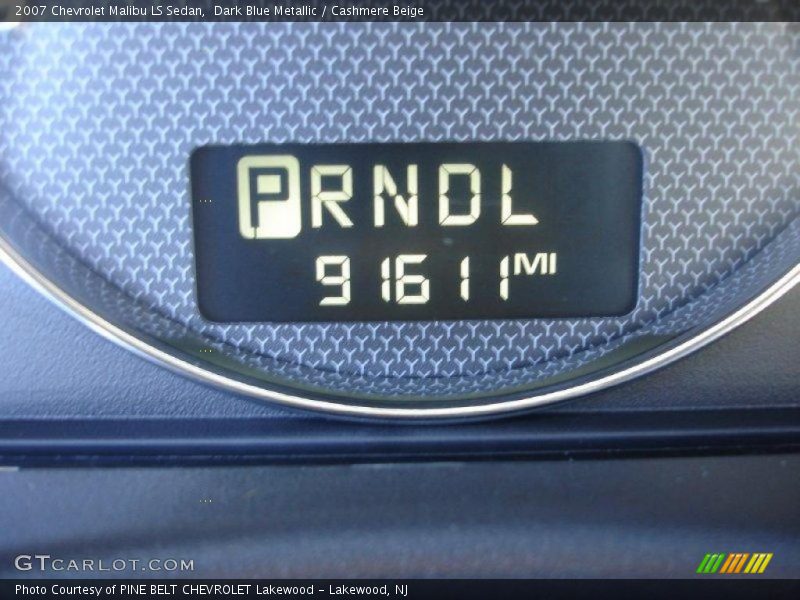 2007 Chevrolet Malibu LS Sedan,  Dark Blue Metallic / Cashmere Beige
PRNDL
91611 MI
GTCARLOT.COM
Photo Courtesy of PINE BELT CHEVROLET Lakewood - Lakewood, NJ